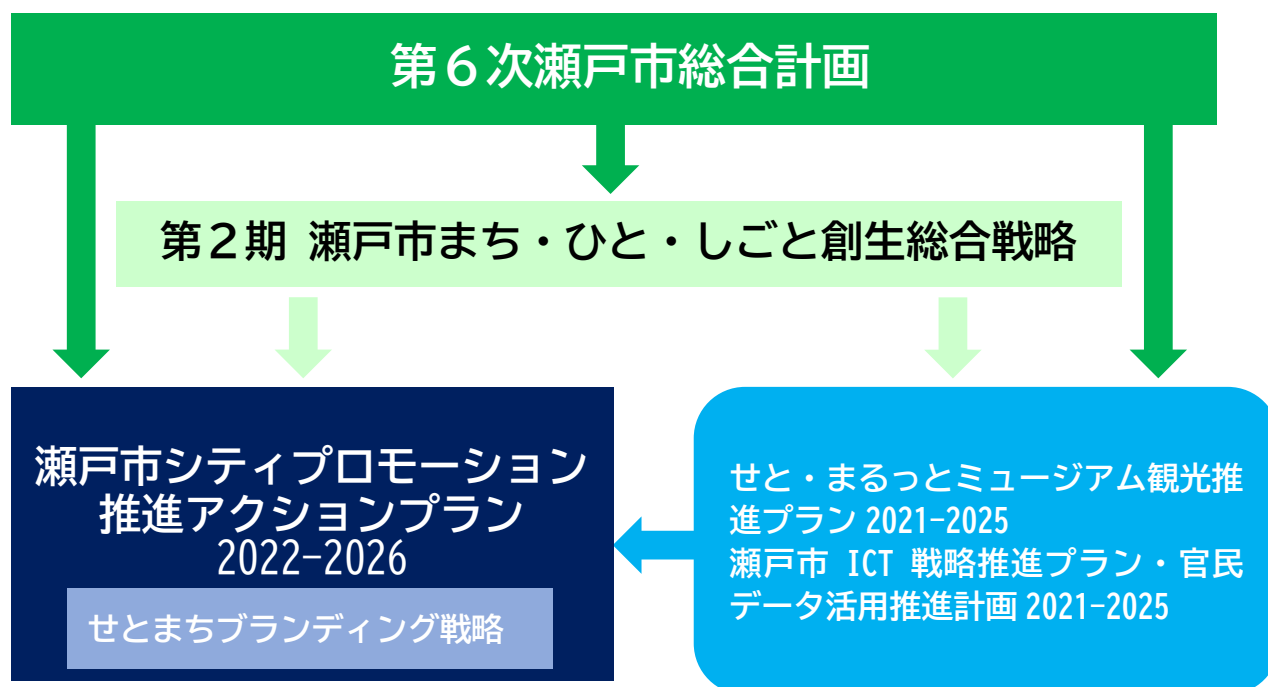 第６次瀬戸市総合計画
第２期 瀬戸市まち・ひと・しごと創生総合戦略
瀬戸市シティプロモーション
推進アクションプラン
2022-2026
せとまちブランディング戦略
せと・まるっとミュージアム観光推
進プラン 2021-2025
瀬戸市 ICT 戦略推進プラン・官民
データ活用推進計画 2021-2025